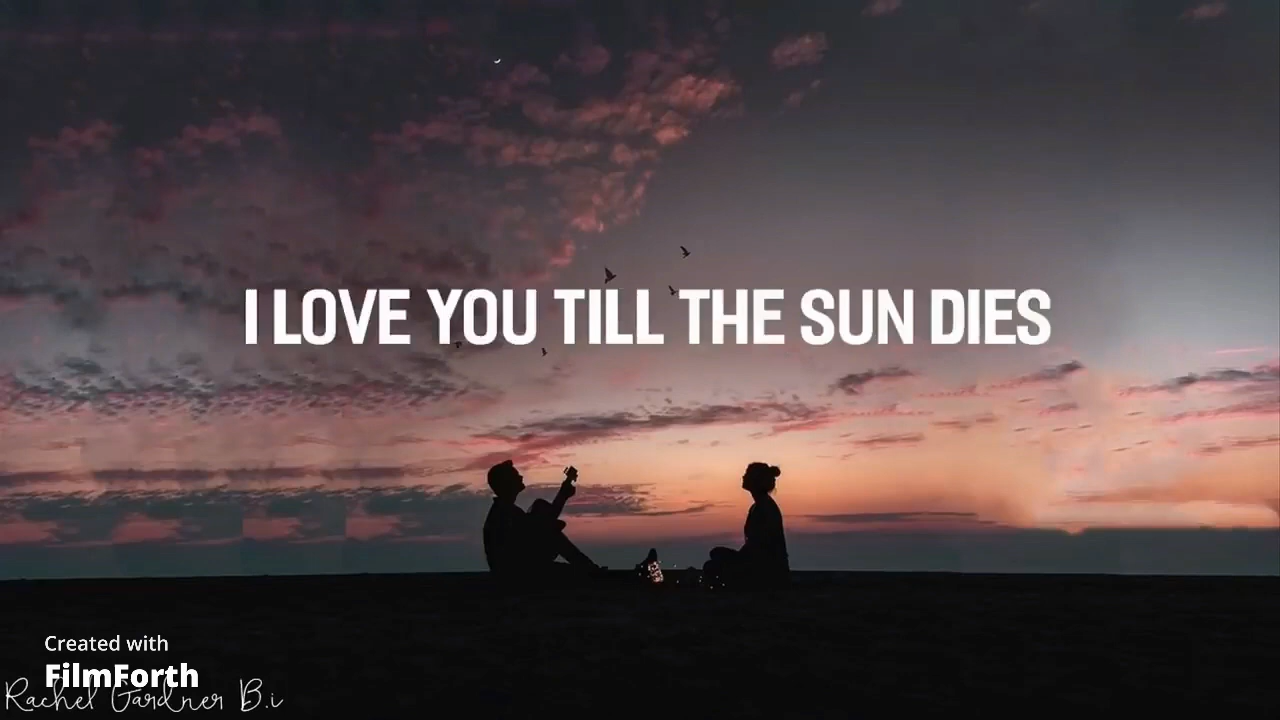 I LOVE YOU TILL THE SUN DIES
Created with
FilmForth
Rachel Gardner B.i